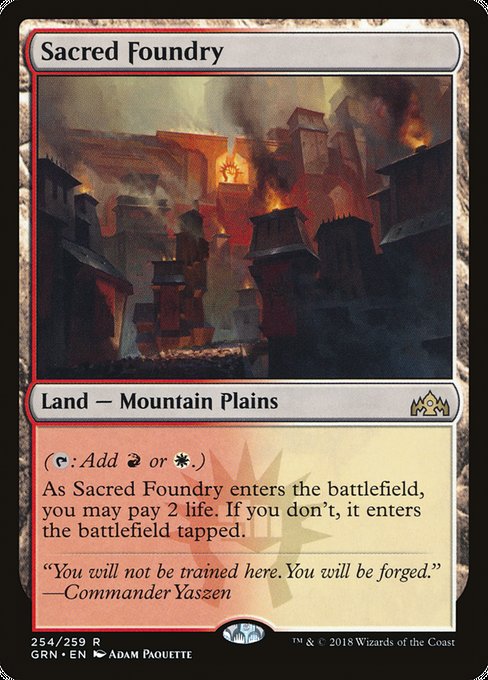 Sacred Foundry
Land — Mountain Plains
(: Add or .)
As Sacred Foundry enters the battlefield,
you may pay 2 life. If you don't, it enters
the battlefield tapped.
“You will not be trained here. You will be forged.”
—Commander Yaszen
254/259 R
GRN • EN Adam Paquette
™ & © 2018 Wizards of the Coast